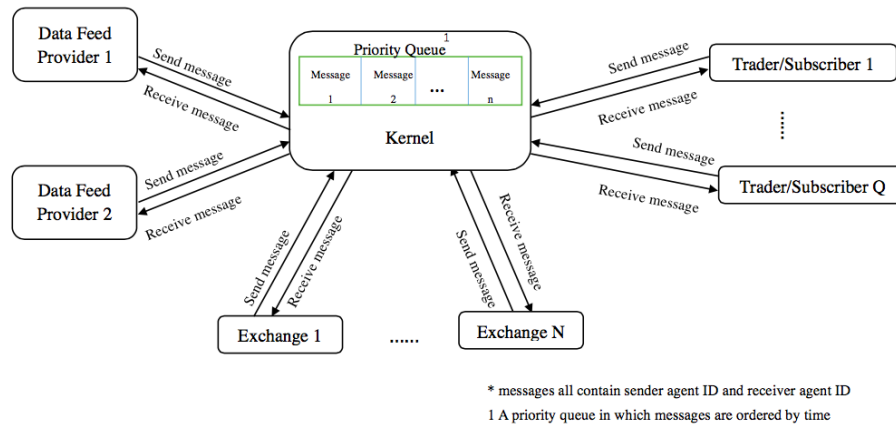 Data Feed
Provider 1
Send message
Receive message
1
Priority Queue
Message
1
Message
2
...
Message
n
Kernel
Send message
Receive message
Trader/Subscriber 1
Data Feed
Provider 2
Send message
Receive message
Send message
Receive message
Trader/Subscriber Q
Send message
Receive message
Send message
Receive message
Exchange 1
......
Exchange N
* messages all contain sender agent ID and receiver agent ID
1 A priority queue in which messages are ordered by time